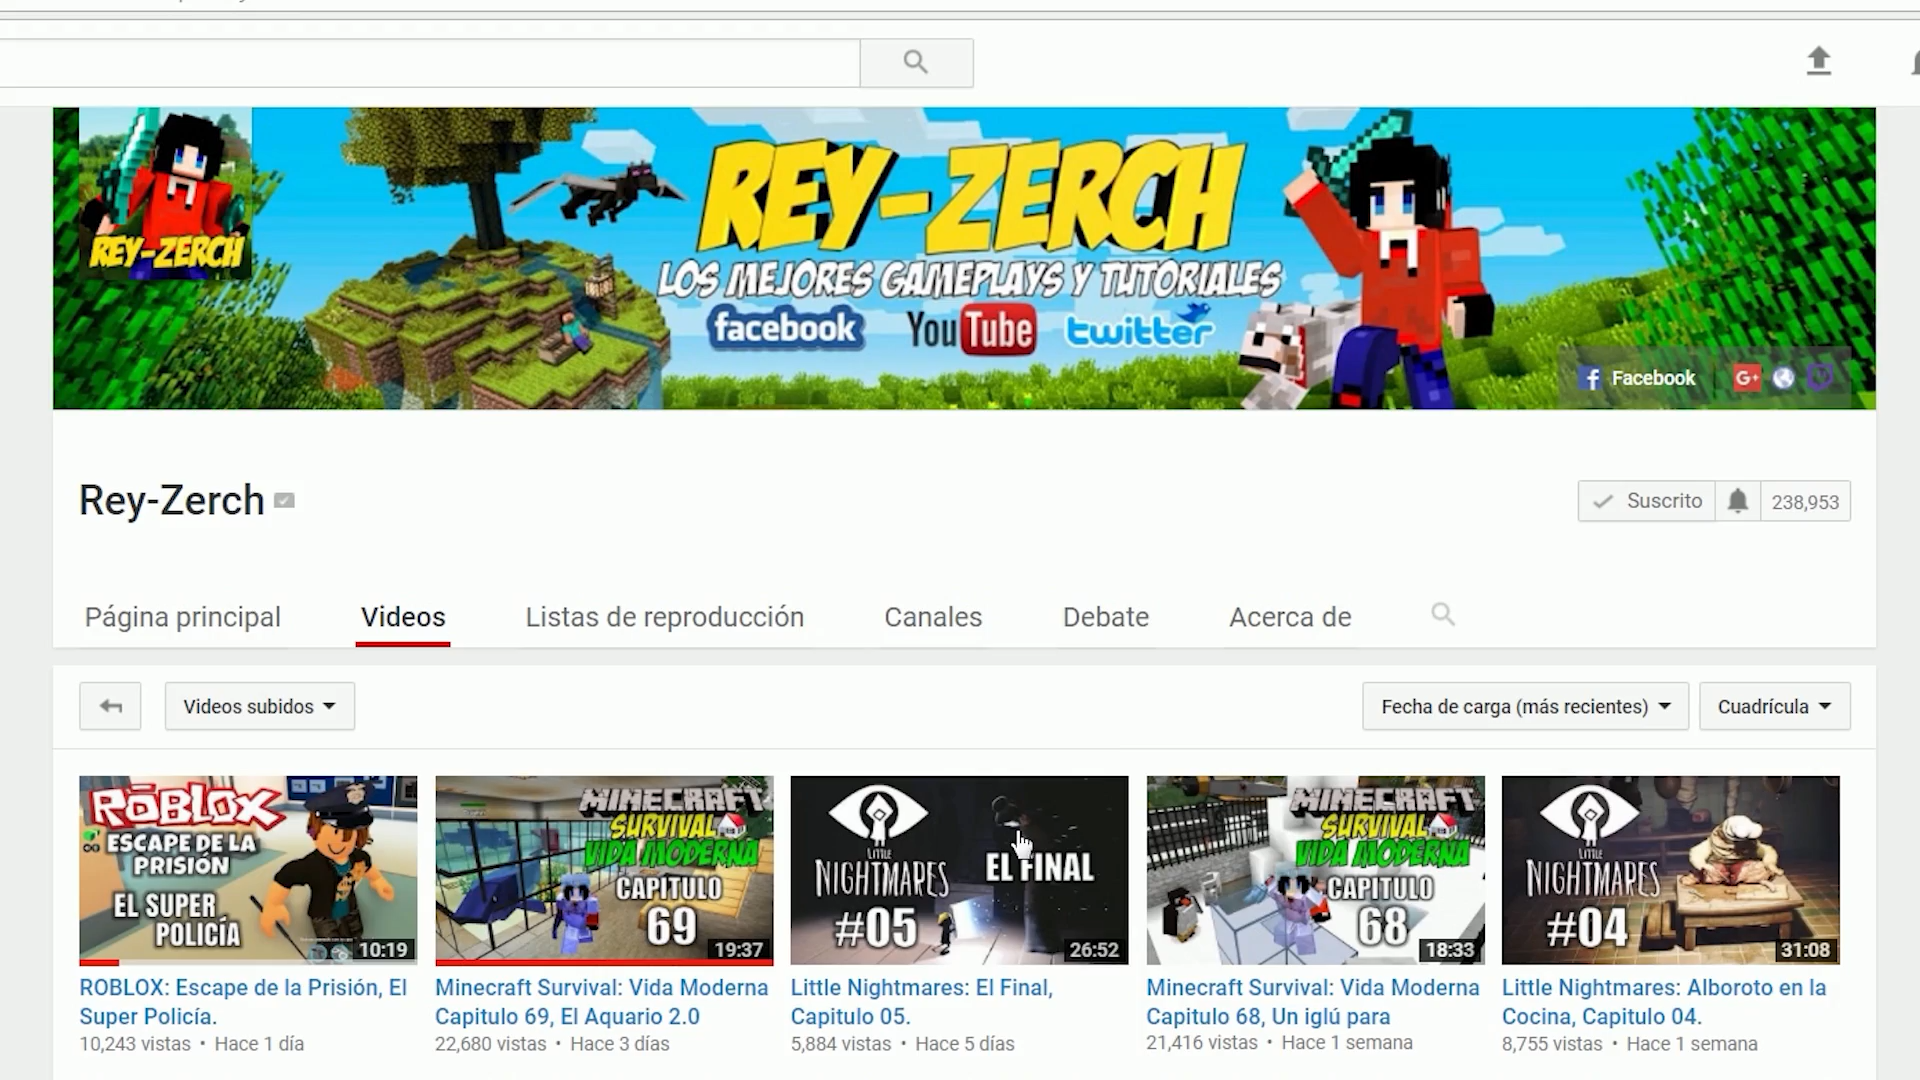 REY-ZERCH
REY-ZERCH
LOS MEJORES GAMEPLAYS Y TUTORIALES
facebook
YouTube
twitter
Facebook
G+
Rey-Zerch
Suscrito
238,953
Página principal
Videos
Listas de reproducción
Canales
Debate
Acerca de
Videos subidos
Fecha de carga (más recientes)
Cuadrícula
ROBLOX
ESCAPE DE LA
PRISIÓN
EL SUPER
POLICÍA
10:19
MINECRAFT
SURVIVAL
VIDA MODERNA
CAPITULO
69
19:37
LITTLE
NIGHTMARES
#05
EL FINAL
26:52
MINECRAFT
SURVIVAL
VIDA MODERNA
CAPITULO
68
18:33
LITTLE
NIGHTMARES
#04
31:08
ROBLOX: Escape de la Prisión, El
Super Policía.
10,243 vistas • Hace 1 día
Minecraft Survival: Vida Moderna
Capitulo 69, El Aquario 2.0
22,680 vistas • Hace 3 días
Little Nightmares: El Final,
Capitulo 05.
5,884 vistas • Hace 5 días
Minecraft Survival: Vida Moderna
Capitulo 68, Un iglú para
21,416 vistas • Hace 1 semana
Little Nightmares: Alboroto en la
Cocina, Capitulo 04.
8,755 vistas • Hace 1 semana